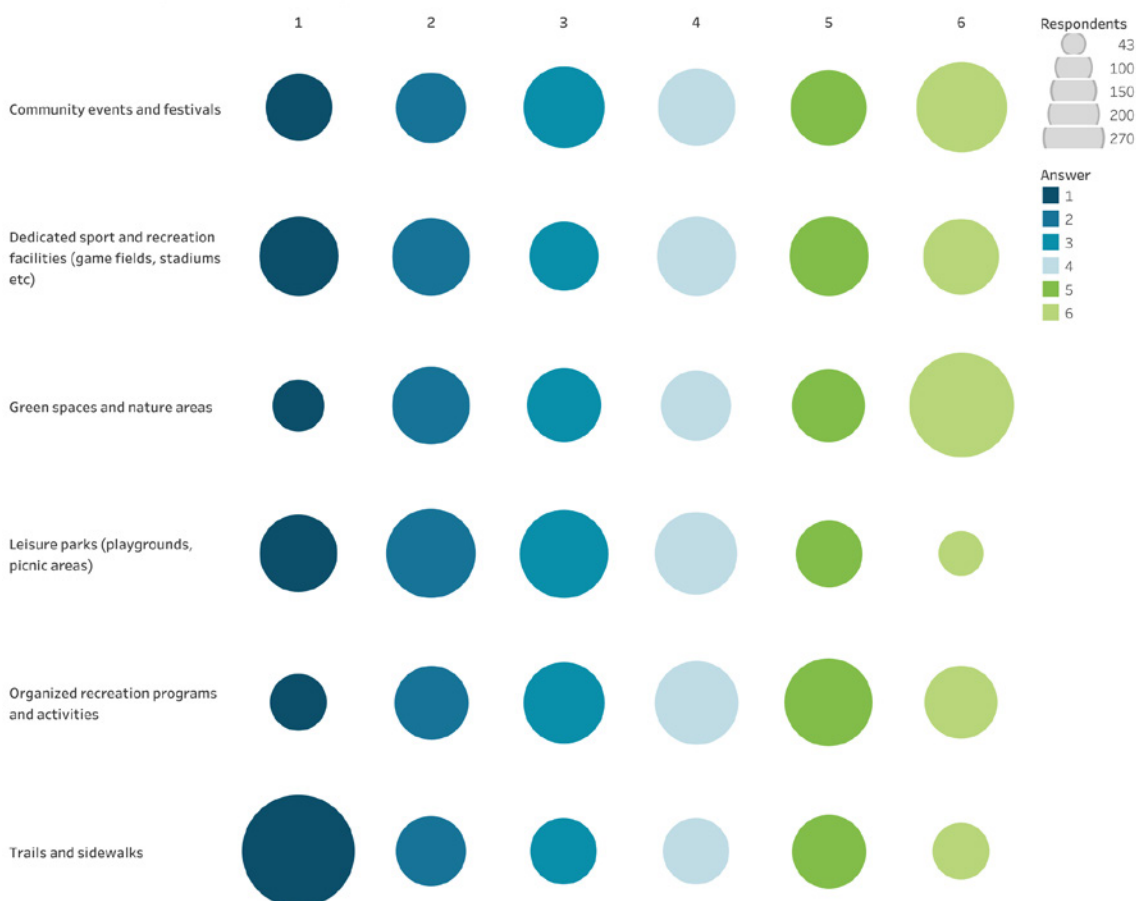 1 2 3 4 5 6
Respondents
43
100
150
200
270
Answer
1
2
3
4
5
6
Community events and festivals
Dedicated sport and recreation
facilities (game fields, stadiums
etc)
Green spaces and nature areas
Leisure parks (playgrounds,
picnic areas)
Organized recreation programs
and activities
Trails and sidewalks